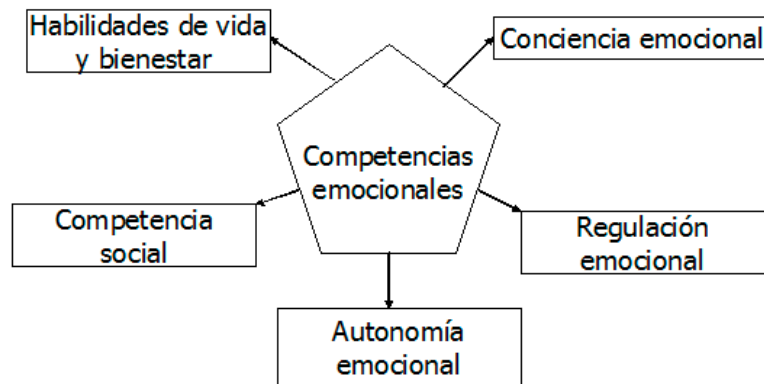 Habilidades de vida
y bienestar
Conciencia emocional
Competencias
emocionales
Competencia
social
Regulación
emocional
Autonomía
emocional